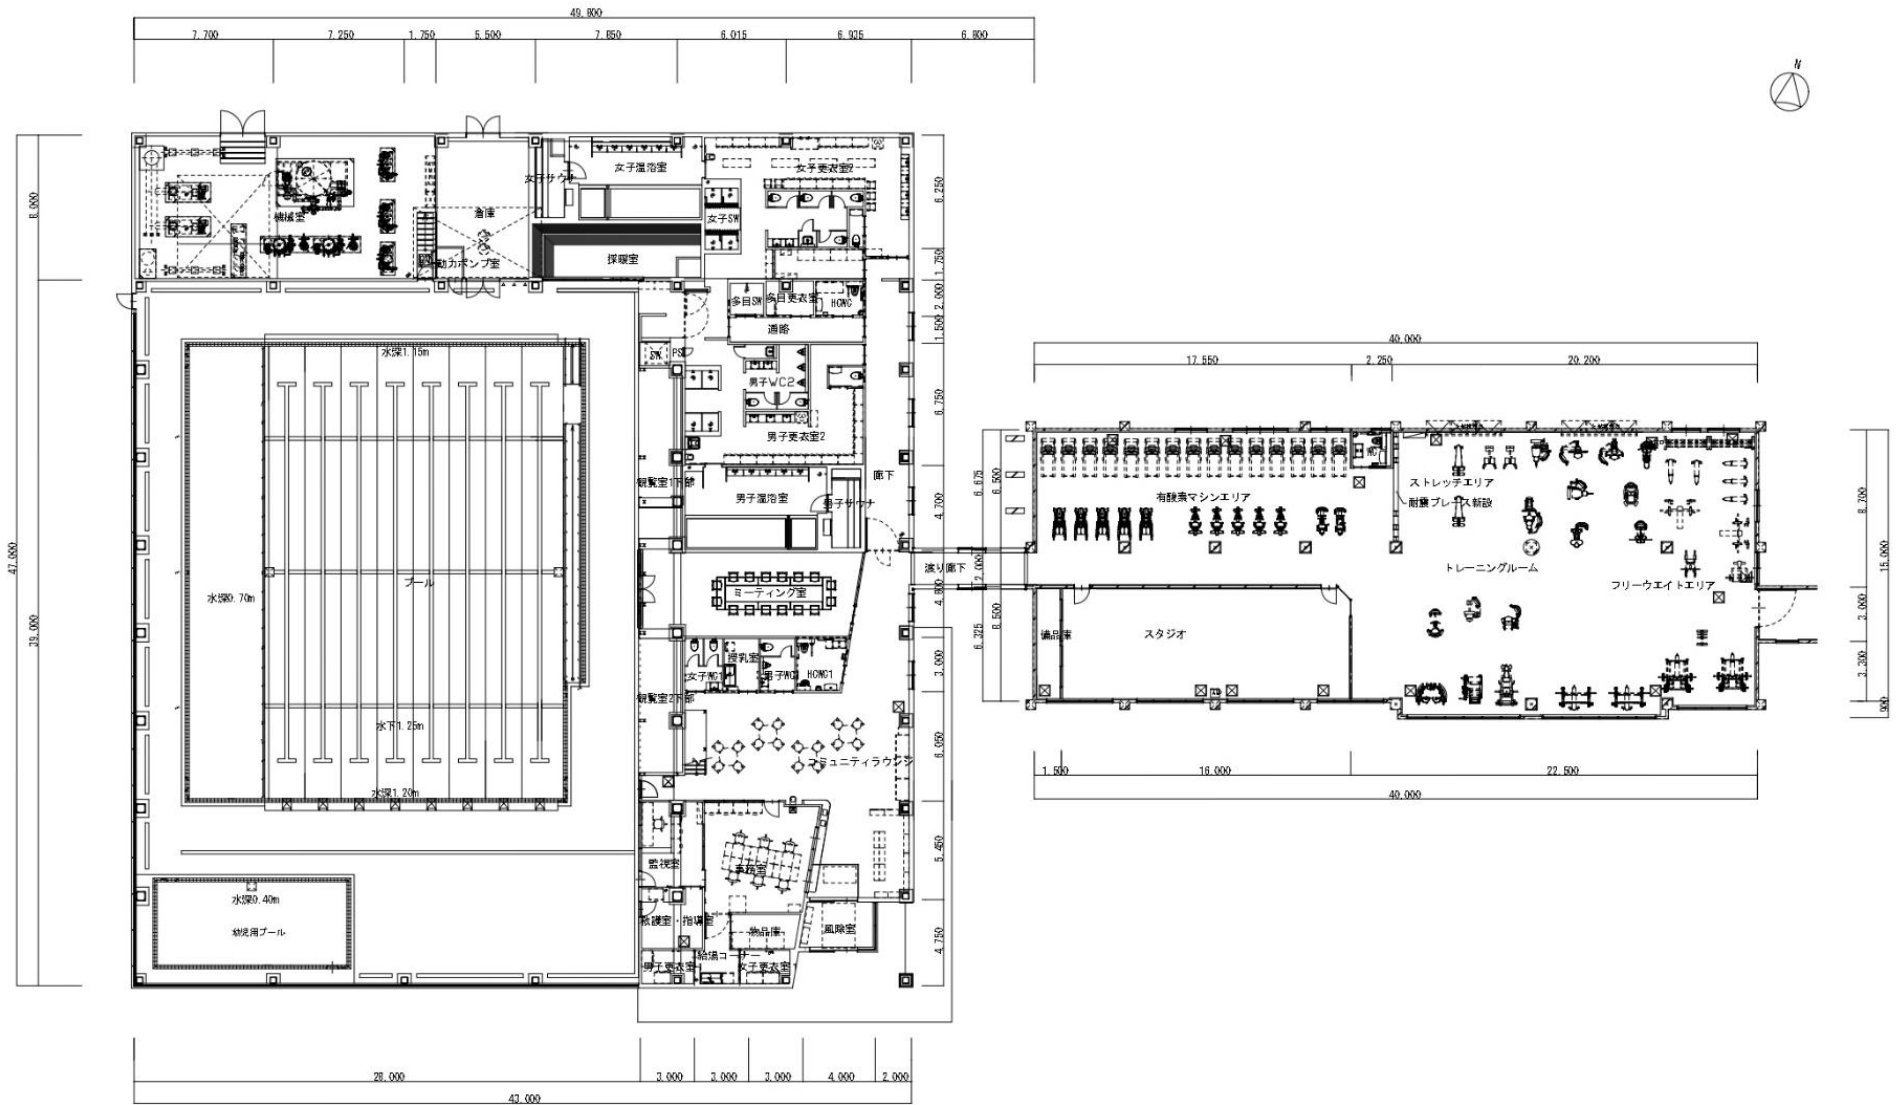 49.800
7.700 7.250 1.750 5.500 7.850 6.015 6.925 6.800
N
女子温浴室
女子更衣室2
女子サウナ
機械室
倉庫
女子SW
採暖室
動力ポンプ室
8.000
6.250
1.750
多目SW
多目更衣室
HCWC
2.000
通路
1.500
水深1.15m
SW
PS
男子WC2
6.750
男子更衣室2
廊下
観覧室1下部
男子温浴室
男子サウナ
4.700
47.000
39.000
プール
水深0.70m
ミーティング室
渡り廊下
2.000
4.800
女子WC1
授乳室
男子WC1
HCWC1
3.000
観覧室2下部
水下1.25m
コミュニティラウンジ
6.050
水深1.20m
監視室
事務室
5.450
水深0.40m
幼児用プール
救護室・指導室
物品庫
風除室
給湯コーナー
男子更衣室
女子更衣室
4.750
28.000 3.000 3.000 3.000 4.000 2.000
43.000
40.000
17.550 2.250 20.200
6.675
6.500
WC
有酸素マシンエリア
ストレッチエリア
耐震ブレース新設
トレーニングルーム
フリーウエイトエリア
8.700
15.000
備品庫
スタジオ
6.325
6.500
3.000
3.300
900
1.500 16.000 22.500
40.000